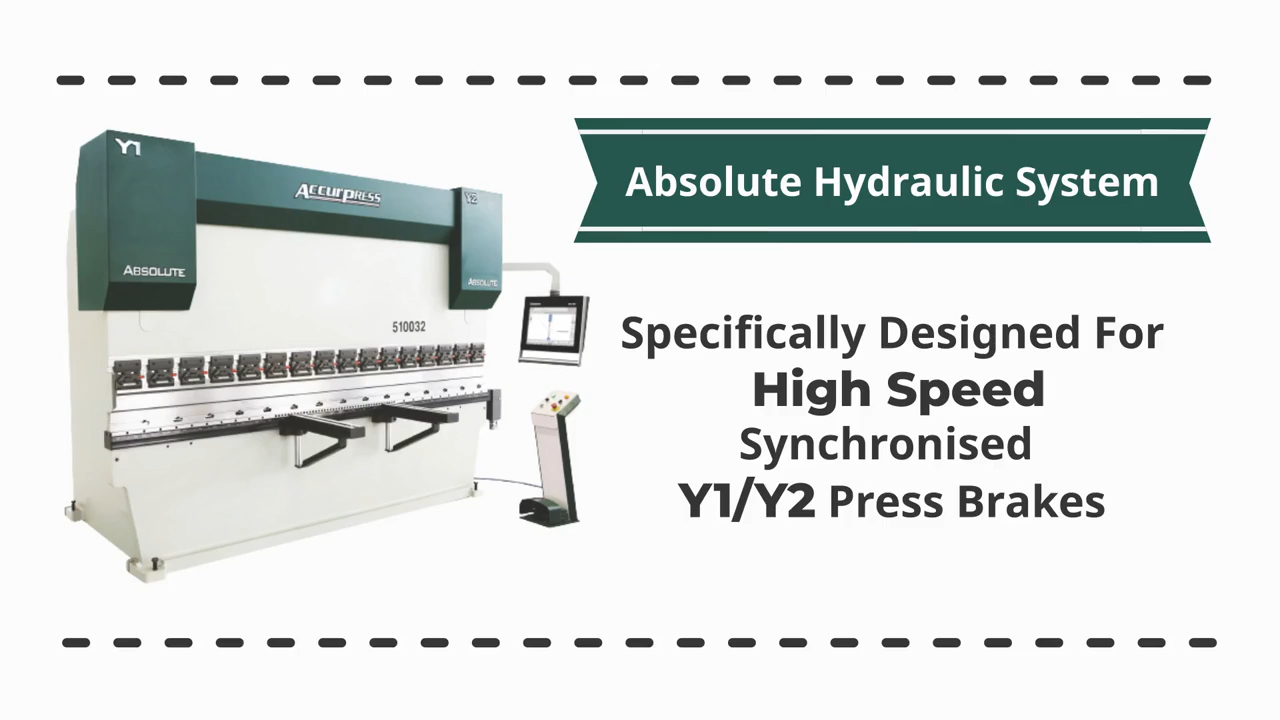 Y1
ACCURPRESS
Y2
ABSOLUTE
ABSOLUTE
510032
Absolute Hydraulic System
Specifically Designed For
High Speed
Synchronised
Y1/Y2 Press Brakes